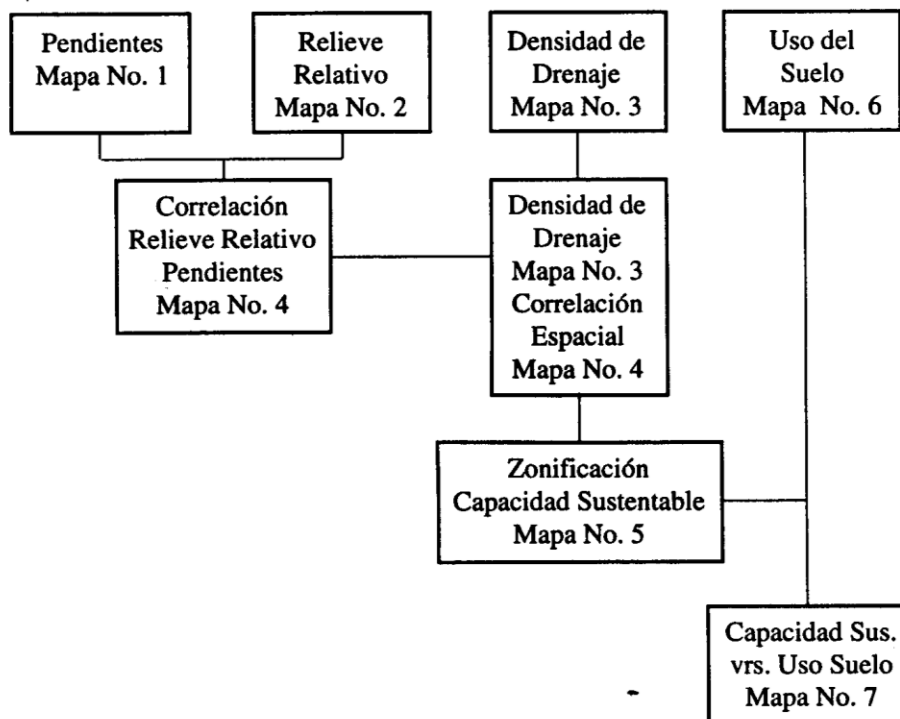 Pendientes
Mapa No. 1
Relieve
Relativo
Mapa No. 2
Densidad de
Drenaje
Mapa No. 3
Uso del
Suelo
Mapa No. 6
Correlación
Relieve Relativo
Pendientes
Mapa No. 4
Densidad de
Drenaje
Mapa No. 3
Correlación
Espacial
Mapa No. 4
Zonificación
Capacidad Sustentable
Mapa No. 5
Capacidad Sus.
vrs. Uso Suelo
Mapa No. 7